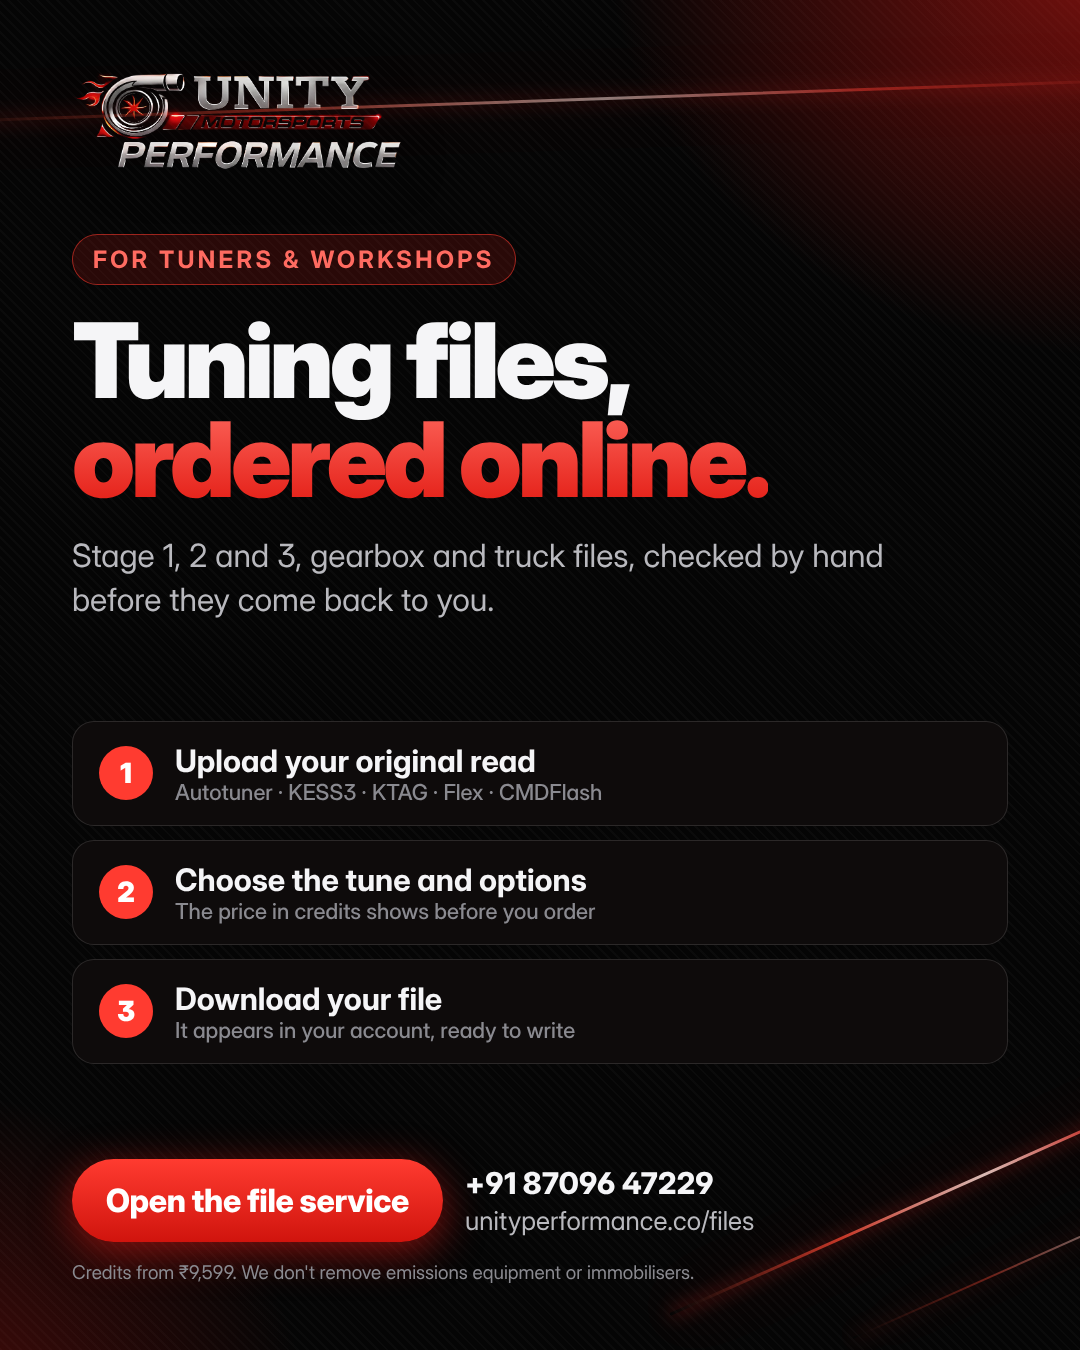 UNITY
MOTORSPORTS
PERFORMANCE
FOR TUNERS & WORKSHOPS
Tuning files,
ordered online.
Stage 1, 2 and 3, gearbox and truck files, checked by hand
before they come back to you.
1
Upload your original read
Autotuner · KESS3 · KTAG · Flex · CMDFlash
2
Choose the tune and options
The price in credits shows before you order
3
Download your file
It appears in your account, ready to write
Open the file service
+91 87096 47229
unityperformance.co/files
Credits from ₹9,599. We don't remove emissions equipment or immobilisers.